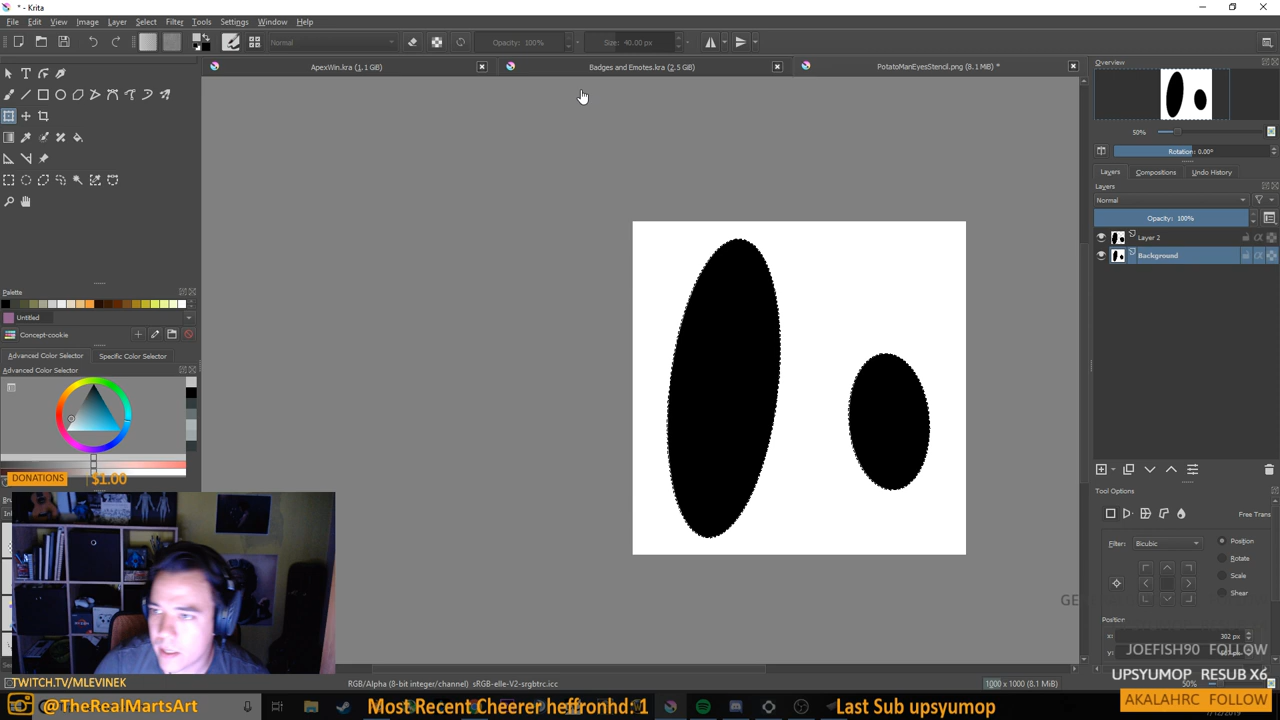 * - Krita
File Edit View Image Layer Select Filter Tools Settings Window Help
Normal Opacity: 100% Size: 40.00 px
ApexWin.kra (1.1 GB) Badges and Emotes.kra (2.5 GB) PotatoManEyesStencil.png (8.1 MiB) *
Overview
50%
Rotation: 0.00°
Layers Compositions Undo History
Layers
Normal
Opacity: 100%
Layer 2
Background
Palette
Untitled
Concept-cookie
Advanced Color Selector Specific Color Selector
Advanced Color Selector
DONATIONS $1.00
Tool Options
Free Trans
Filter: Bicubic Position
Rotate
Scale
Shear
Position:
x: 302 px
y:
JOEFISH90 FOLLOW
UPSYUMOP RESUB X6
AKALAHRC FOLLOW
TWITCH.TV/MLEVINEK
RGB/Alpha (8-bit integer/channel) sRGB-elle-V2-srgbtrc.icc
1000 x 1000 (8.1 MiB)
50%
@TheRealMartsArt Most Recent Cheerer heffronhd: 1 Last Sub upsyumop